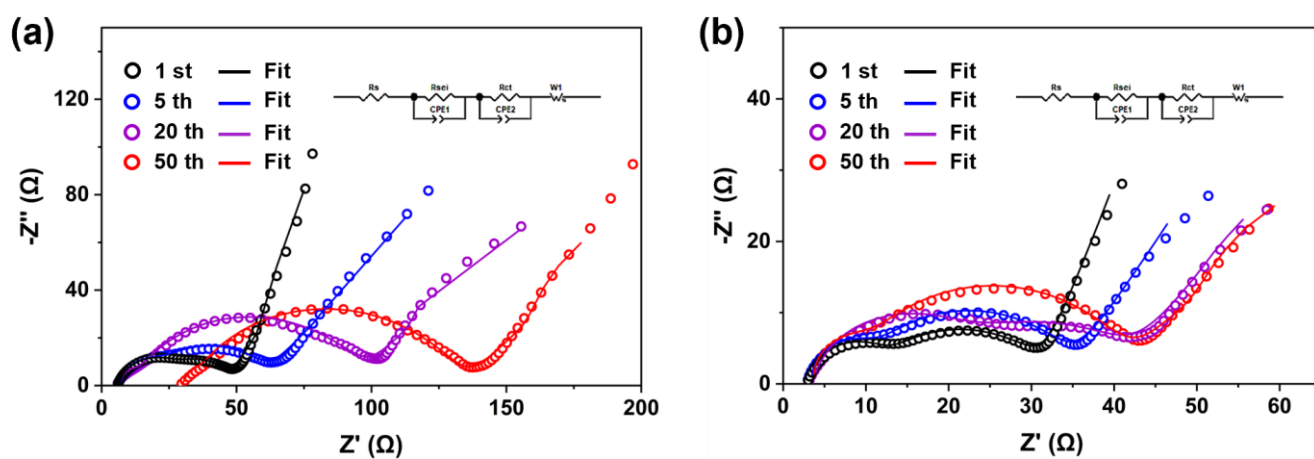 (a)
1 st Fit
5 th Fit
20 th Fit
50 th Fit
Rs Rsei Rct W1
CPE1 CPE2
120
80
40
0
-Z'' (Ω)
0 50 100 150 200
Z' (Ω)
(b)
1 st Fit
5 th Fit
20 th Fit
50 th Fit
Rs Rsei Rct W1
CPE1 CPE2
40
20
0
-Z'' (Ω)
0 10 20 30 40 50 60
Z' (Ω)